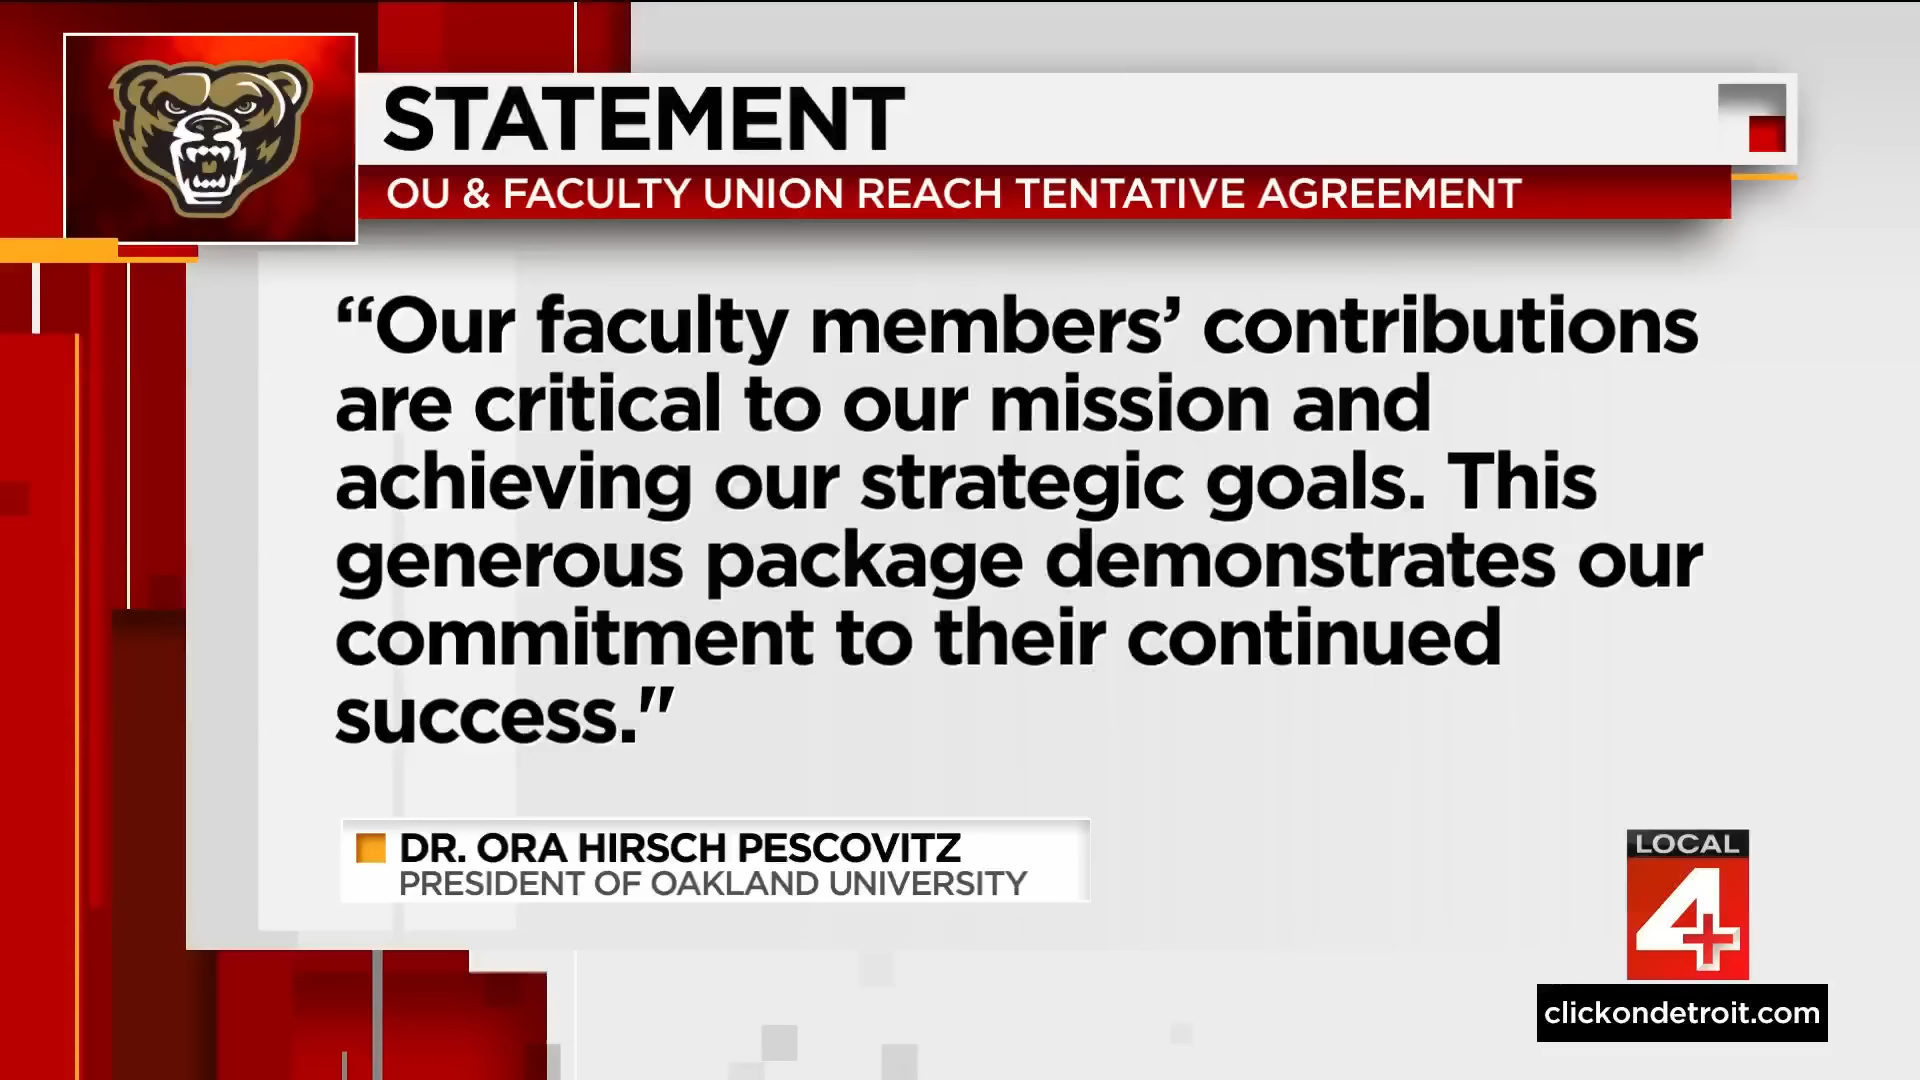 STATEMENT
OU & FACULTY UNION REACH TENTATIVE AGREEMENT
“Our faculty members’ contributions
are critical to our mission and
achieving our strategic goals. This
generous package demonstrates our
commitment to their continued
success."
DR. ORA HIRSCH PESCOVITZ
PRESIDENT OF OAKLAND UNIVERSITY
LOCAL
4+
clickondetroit.com